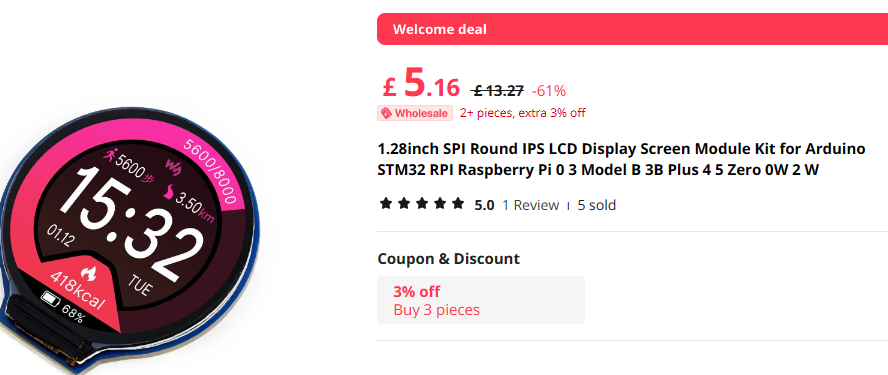 Welcome deal
£5.16 £13.27 -61%
Wholesale 2+ pieces, extra 3% off
1.28inch SPI Round IPS LCD Display Screen Module Kit for Arduino
STM32 RPI Raspberry Pi 0 3 Model B 3B Plus 4 5 Zero 0W 2 W
5.0 1 Review 5 sold
Coupon & Discount
3% off
Buy 3 pieces
5600/8000
5600步
3.50km
15:32
01.12
TUE
418kcal
68%